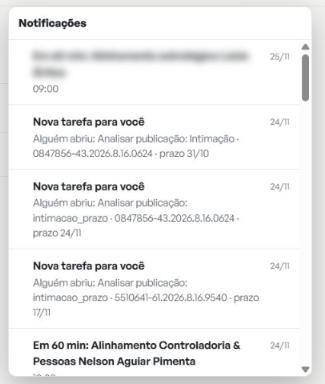 Notificações
25/11
09:00
Nova tarefa para você 24/11
Alguém abriu: Analisar publicação: Intimação ·
0847856-43.2026.8.16.0624 · prazo 31/10
Nova tarefa para você 24/11
Alguém abriu: Analisar publicação:
intimacao_prazo · 0847856-43.2026.8.16.0624 ·
prazo 24/11
Nova tarefa para você 24/11
Alguém abriu: Analisar publicação:
intimacao_prazo · 5510641-61.2026.8.16.9540 · prazo
17/11
Em 60 min: Alinhamento Controladoria & 24/11
Pessoas Nelson Aguiar Pimenta